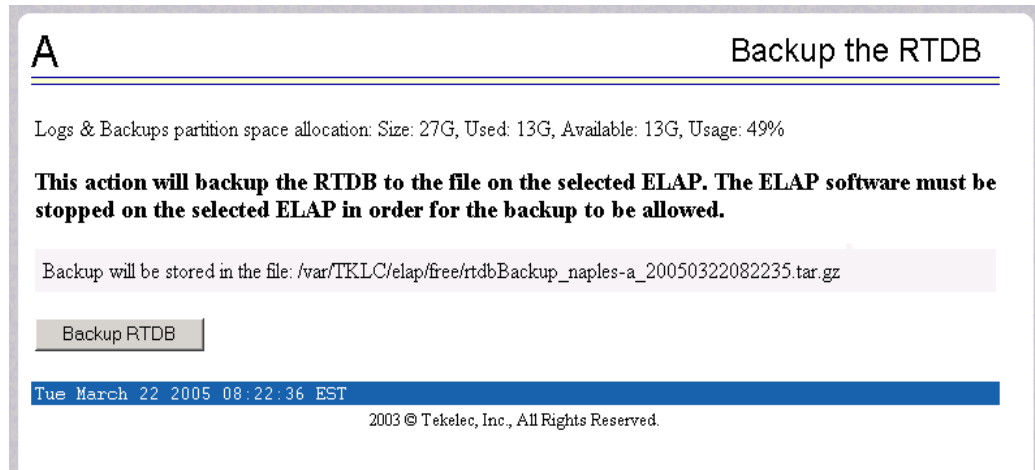 A
Backup the RTDB
Logs & Backups partition space allocation: Size: 27G, Used: 13G, Available: 13G, Usage: 49%
This action will backup the RTDB to the file on the selected ELAP. The ELAP software must be
stopped on the selected ELAP in order for the backup to be allowed.
Backup will be stored in the file: /var/TKLC/elap/free/rtdbBackup_naples-a_20050322082235.tar.gz
Backup RTDB
Tue March 22 2005 08:22:36 EST
2003 © Tekelec, Inc., All Rights Reserved.